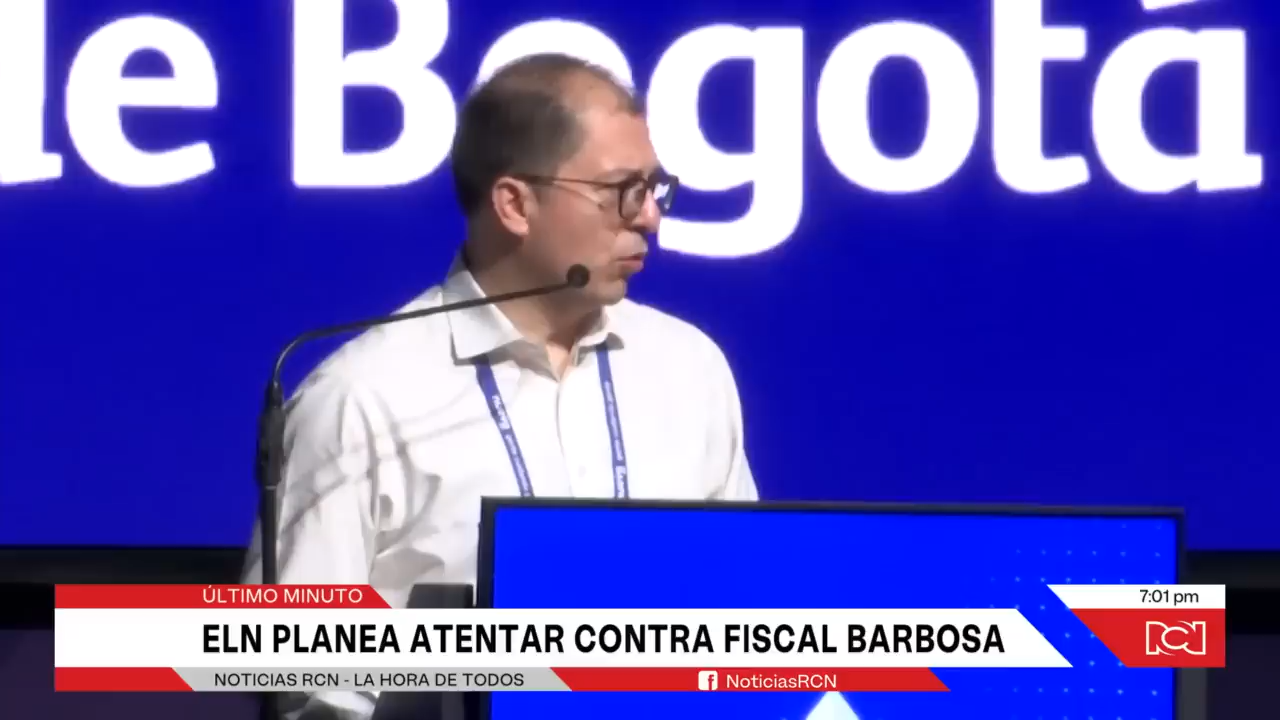 de Bogotá
ÚLTIMO MINUTO
7:01 pm
ELN PLANEA ATENTAR CONTRA FISCAL BARBOSA
RCN
NOTICIAS RCN - LA HORA DE TODOS
NoticiasRCN